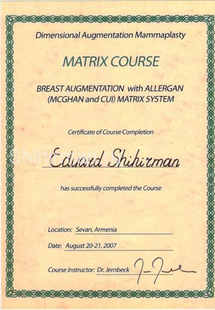 Dimensional Augmentation Mammaplasty
MATRIX COURSE
BREAST AUGMENTATION with ALLERGAN
(MCGHAN and CUI) MATRIX SYSTEM
Certificate of Course Completion
Eduard Shihirman
has successfully completed the Course
Location: Sevan, Armenia
Date: August 20-21, 2007
Course Instructor: Dr. Jernbeck